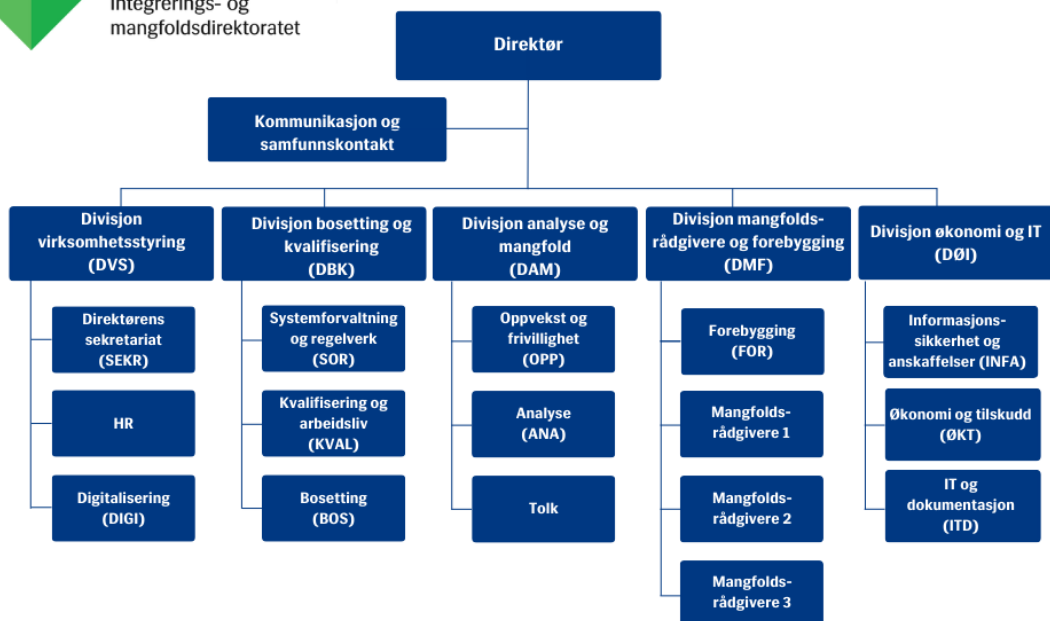 Integrerings- og
mangfoldsdirektoratet
Direktør
Kommunikasjon og
samfunnskontakt
Divisjon
virksomhetsstyring
(DVS)
Direktørens
sekretariat
(SEKR)
HR
Digitalisering
(DIGI)
Divisjon bosetting og
kvalifisering
(DBK)
Systemforvaltning
og regelverk
(SOR)
Kvalifisering og
arbeidsliv
(KVAL)
Bosetting
(BOS)
Divisjon analyse og
mangfold
(DAM)
Oppvekst og
frivillighet
(OPP)
Analyse
(ANA)
Tolk
Divisjon mangfolds-
rådgivere og forebygging
(DMF)
Forebygging
(FOR)
Mangfolds-
rådgivere 1
Mangfolds-
rådgivere 2
Mangfolds-
rådgivere 3
Divisjon økonomi og IT
(DØI)
Informasjons-
sikkerhet og
anskaffelser (INFA)
Økonomi og tilskudd
(ØKT)
IT og
dokumentasjon
(ITD)